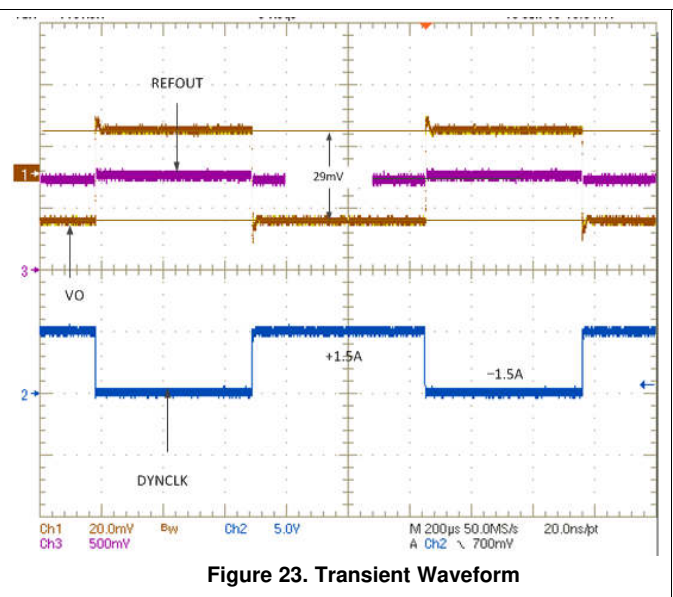 REFOUT
1
29mV
3
VO
+1.5A
−1.5A
2
DYNCLK
Ch1 20.0mV BW Ch2 5.0V M 200µs 50.0MS/s 20.0ns/pt
Ch3 500mV A Ch2 \ 700mV
Figure 23. Transient Waveform